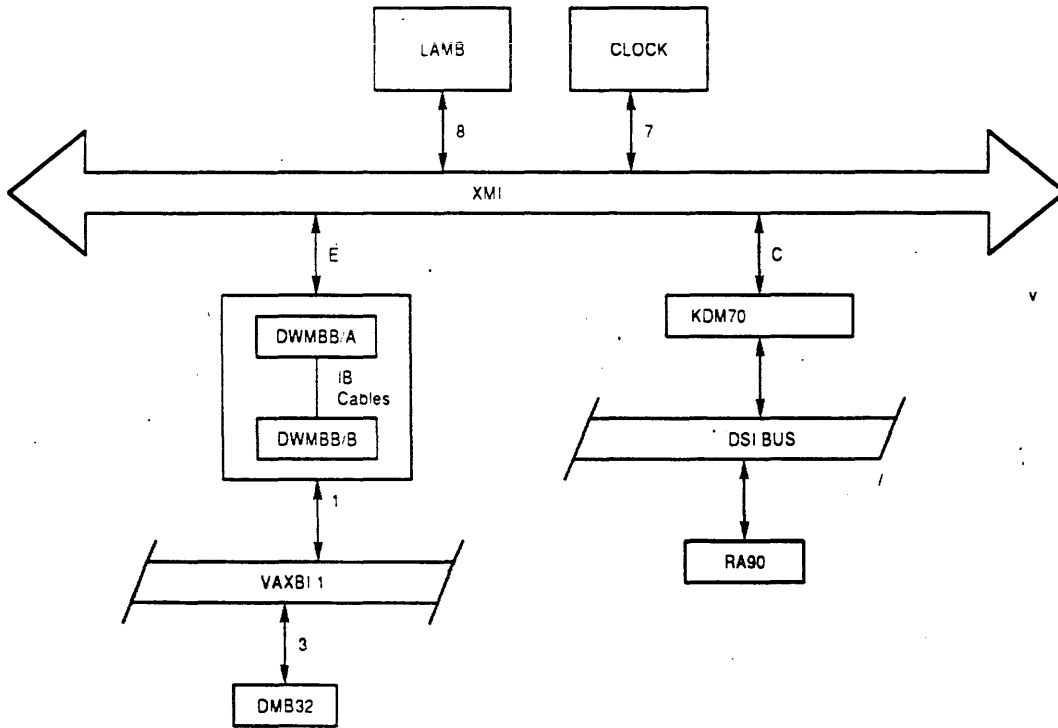 LAMB
CLOCK
8
7
XMI
E
C
v
KDM70
DWMBB/A
IB
Cables
DWMBB/B
DSI BUS
1
RA90
VAXBI 1
3
DMB32